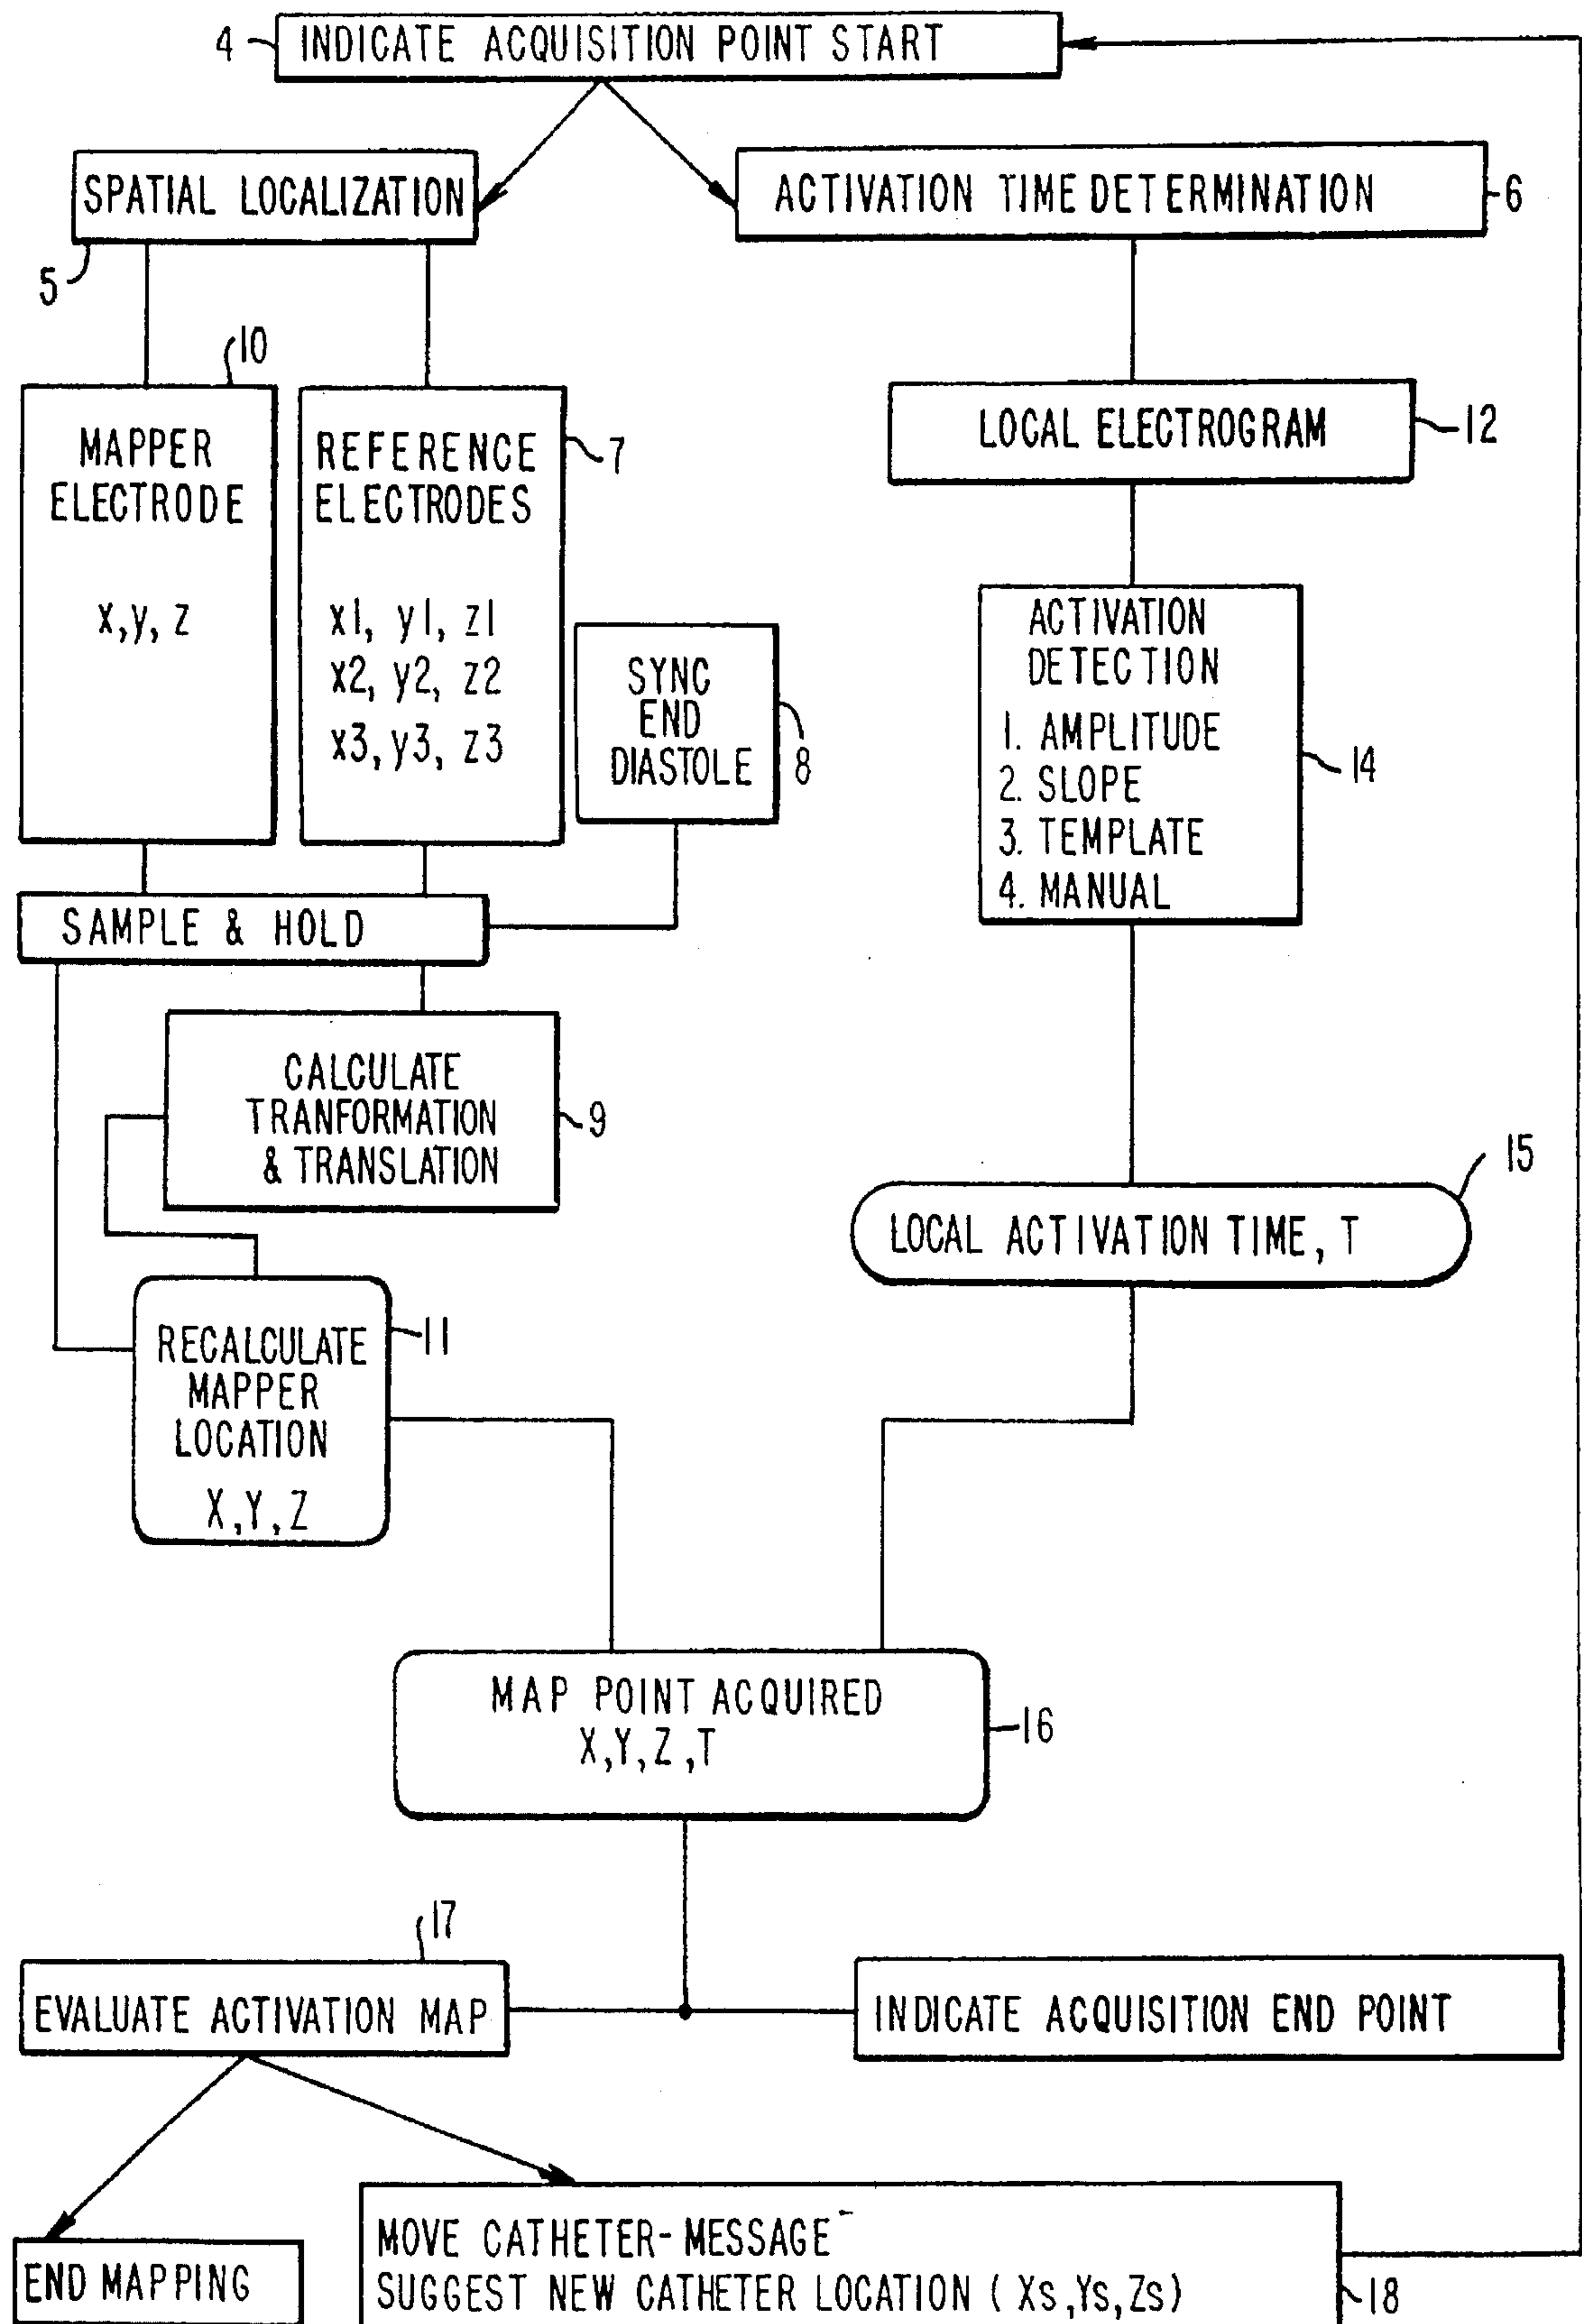 4 INDICATE ACQUISITION POINT START
SPATIAL LOCALIZATION
5
ACTIVATION TIME DETERMINATION
6
10
MAPPER
ELECTRODE
x,y, z
REFERENCE
ELECTRODES
7
x1, y1, z1
x2, y2, z2
x3, y3, z3
SYNC
END
DIASTOLE
8
LOCAL ELECTROGRAM
12
ACTIVATION
DETECTION
1. AMPLITUDE
2. SLOPE
3. TEMPLATE
4. MANUAL
14
SAMPLE & HOLD
CALCULATE
TRANFORMATION
& TRANSLATION
9
15
LOCAL ACTIVATION TIME, T
RECALCULATE
MAPPER
LOCATION
X,Y,Z
11
MAP POINT ACQUIRED
X,Y,Z,T
16
17
EVALUATE ACTIVATION MAP
INDICATE ACQUISITION END POINT
END MAPPING
MOVE CATHETER-MESSAGE
SUGGEST NEW CATHETER LOCATION ( Xs,Ys,Zs)
18